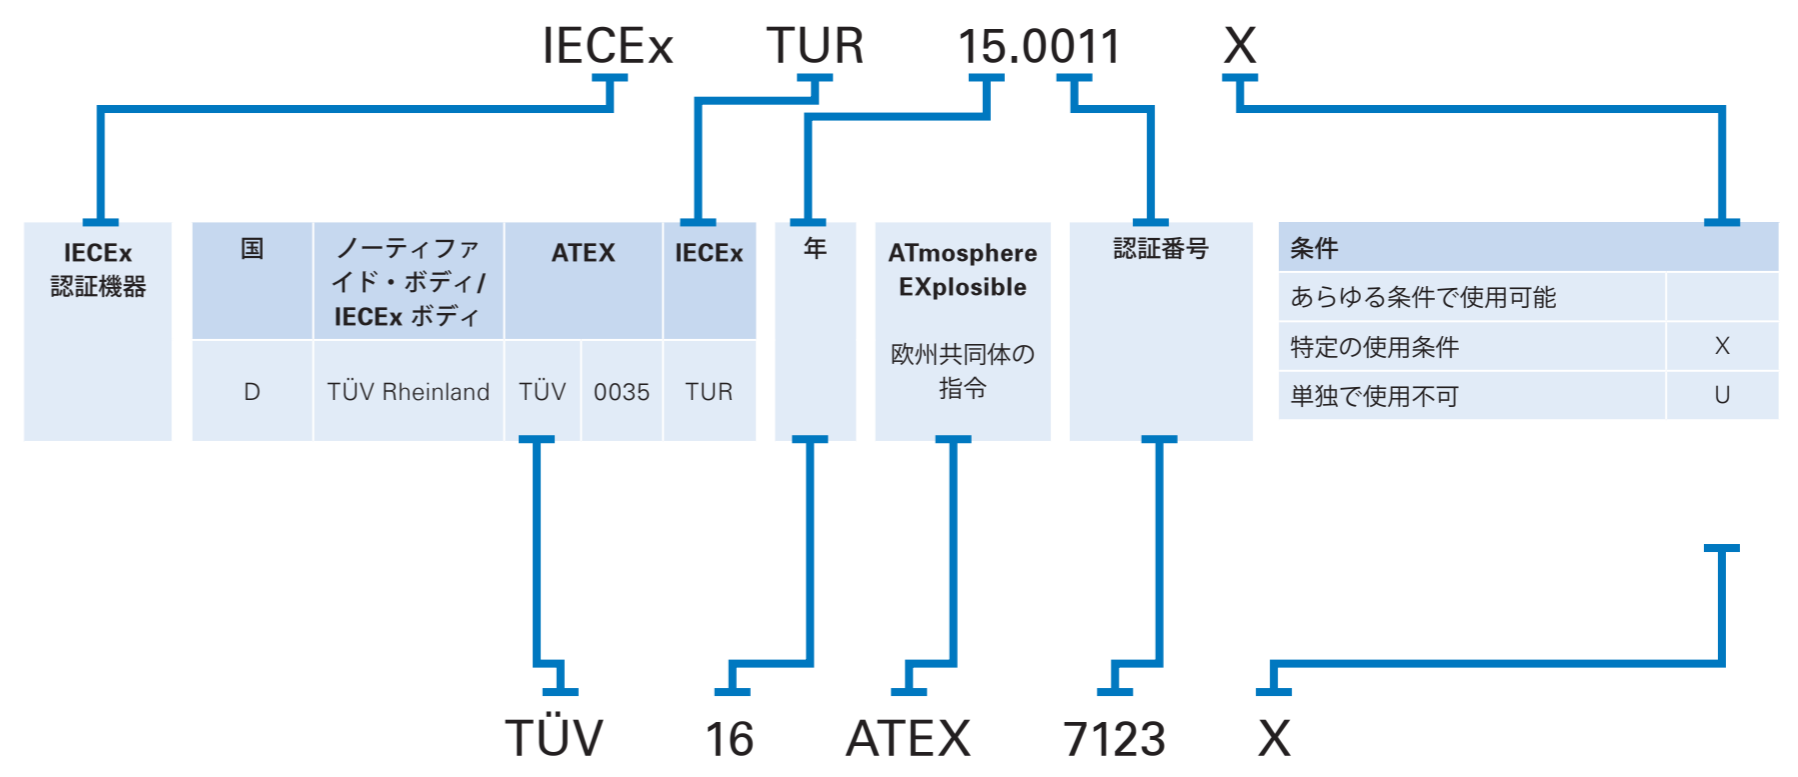 IECEx TUR 15.0011 X
IECEx
認証機器
国
ノーティファ
イド・ボディ/
IECEx ボディ
ATEX
IECEx
D
TÜV Rheinland
TÜV
0035
TUR
年
ATmosphere
EXplosible
欧州共同体の
指令
認証番号
条件
あらゆる条件で使用可能
特定の使用条件 X
単独で使用不可 U
TÜV 16 ATEX 7123 X